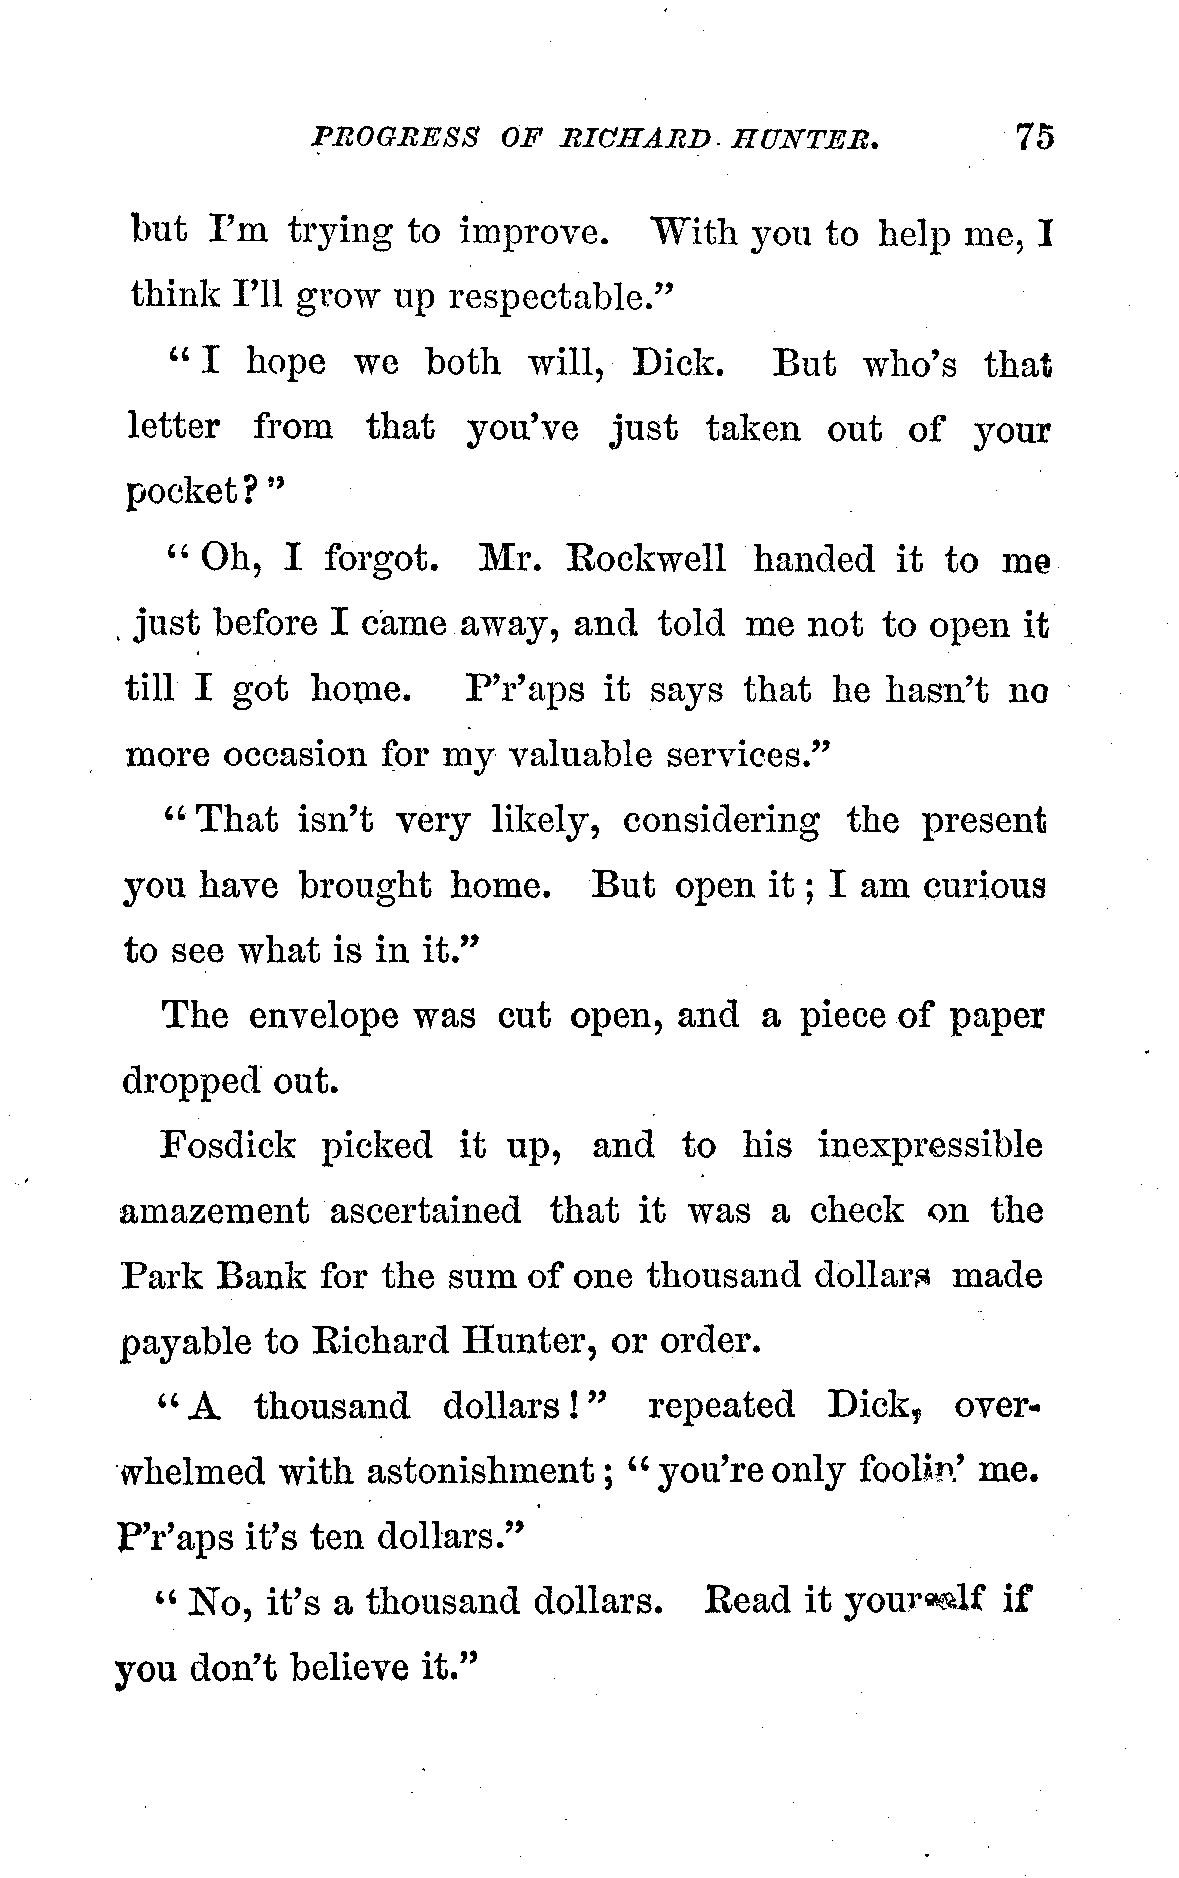 PROGRESS OF RICHARD HUNTER. 75
but I'm trying to improve. With you to help me, I
think I'll grow up respectable."
"I hope we both will, Dick. But who's that
letter from that you've just taken out of your
pocket?"
"Oh, I forgot. Mr. Rockwell handed it to me
just before I came away, and told me not to open it
till I got home. P'r'aps it says that he hasn't no
more occasion for my valuable services."
"That isn't very likely, considering the present
you have brought home. But open it; I am curious
to see what is in it."
The envelope was cut open, and a piece of paper
dropped out.
Fosdick picked it up, and to his inexpressible
amazement ascertained that it was a check on the
Park Bank for the sum of one thousand dollars made
payable to Richard Hunter, or order.
"A thousand dollars!" repeated Dick, over-
whelmed with astonishment; "you're only foolin' me.
P'r'aps it's ten dollars."
"No, it's a thousand dollars. Read it yourself if
you don't believe it."